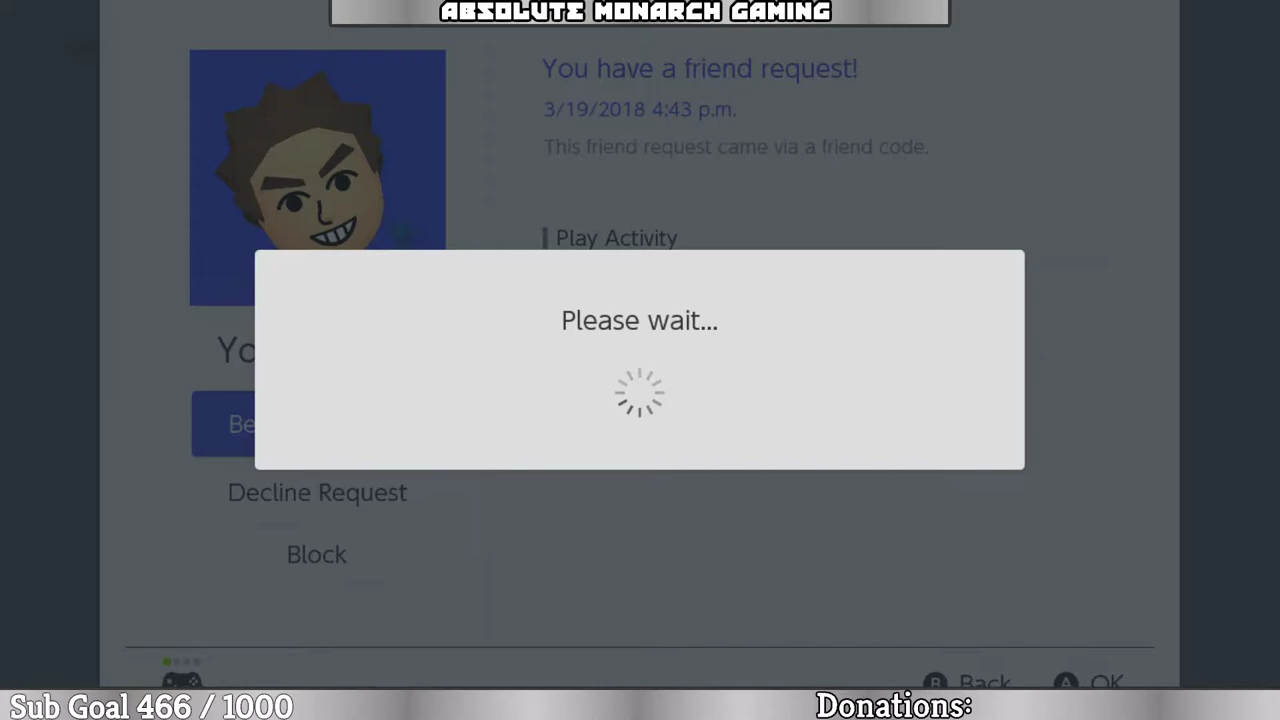 ABSOLUTE MONARCH GAMING
You have a friend request!
3/19/2018 4:43 p.m.
This friend request came via a friend code.
Play Activity
Please wait...
Decline Request
Block
B Back A OK
Sub Goal 466 / 1000
Donations: